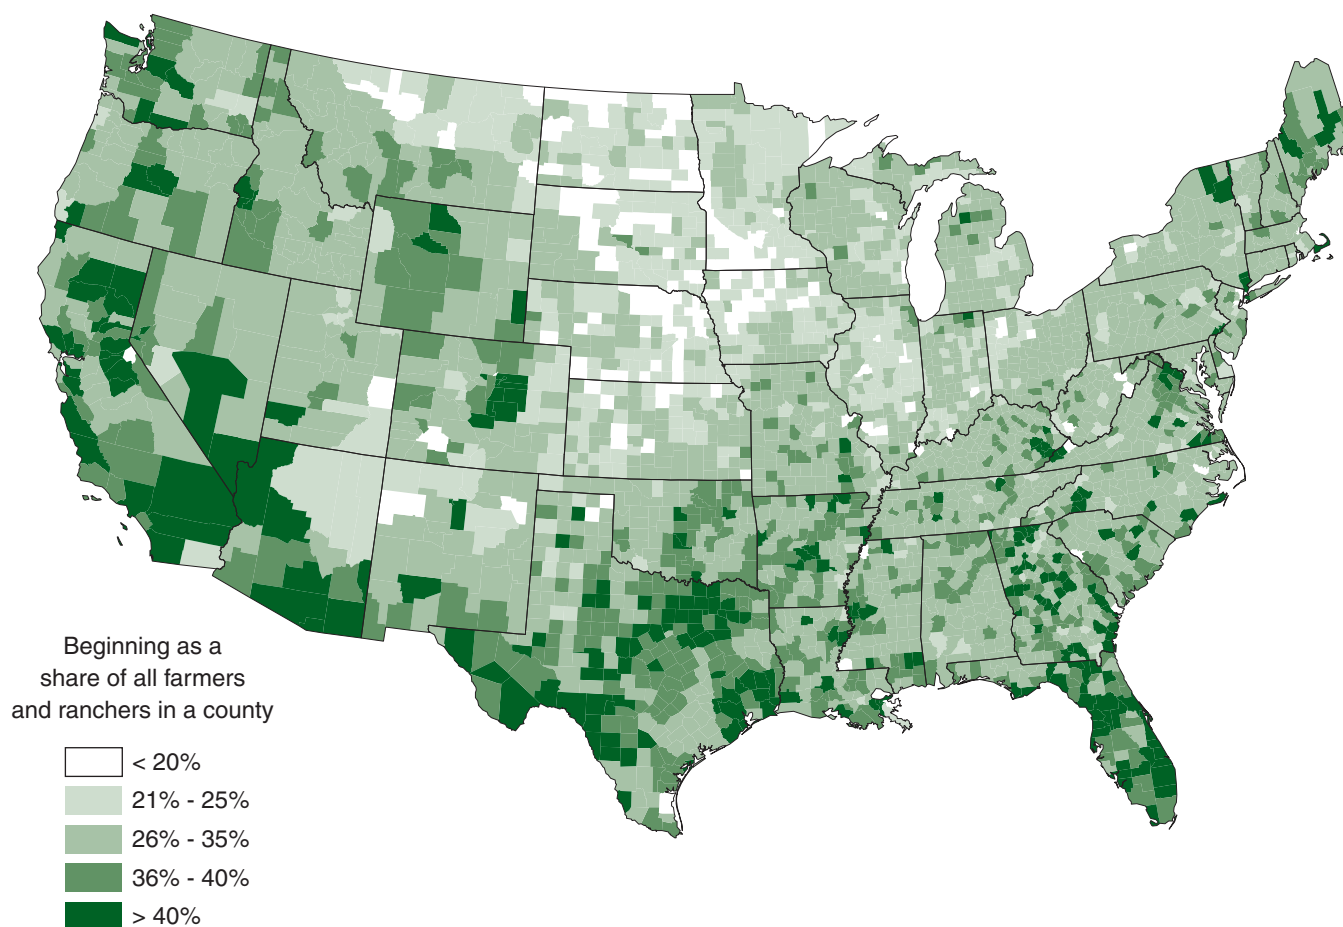 Beginning as a
share of all farmers
and ranchers in a county
< 20%
21% - 25%
26% - 35%
36% - 40%
> 40%